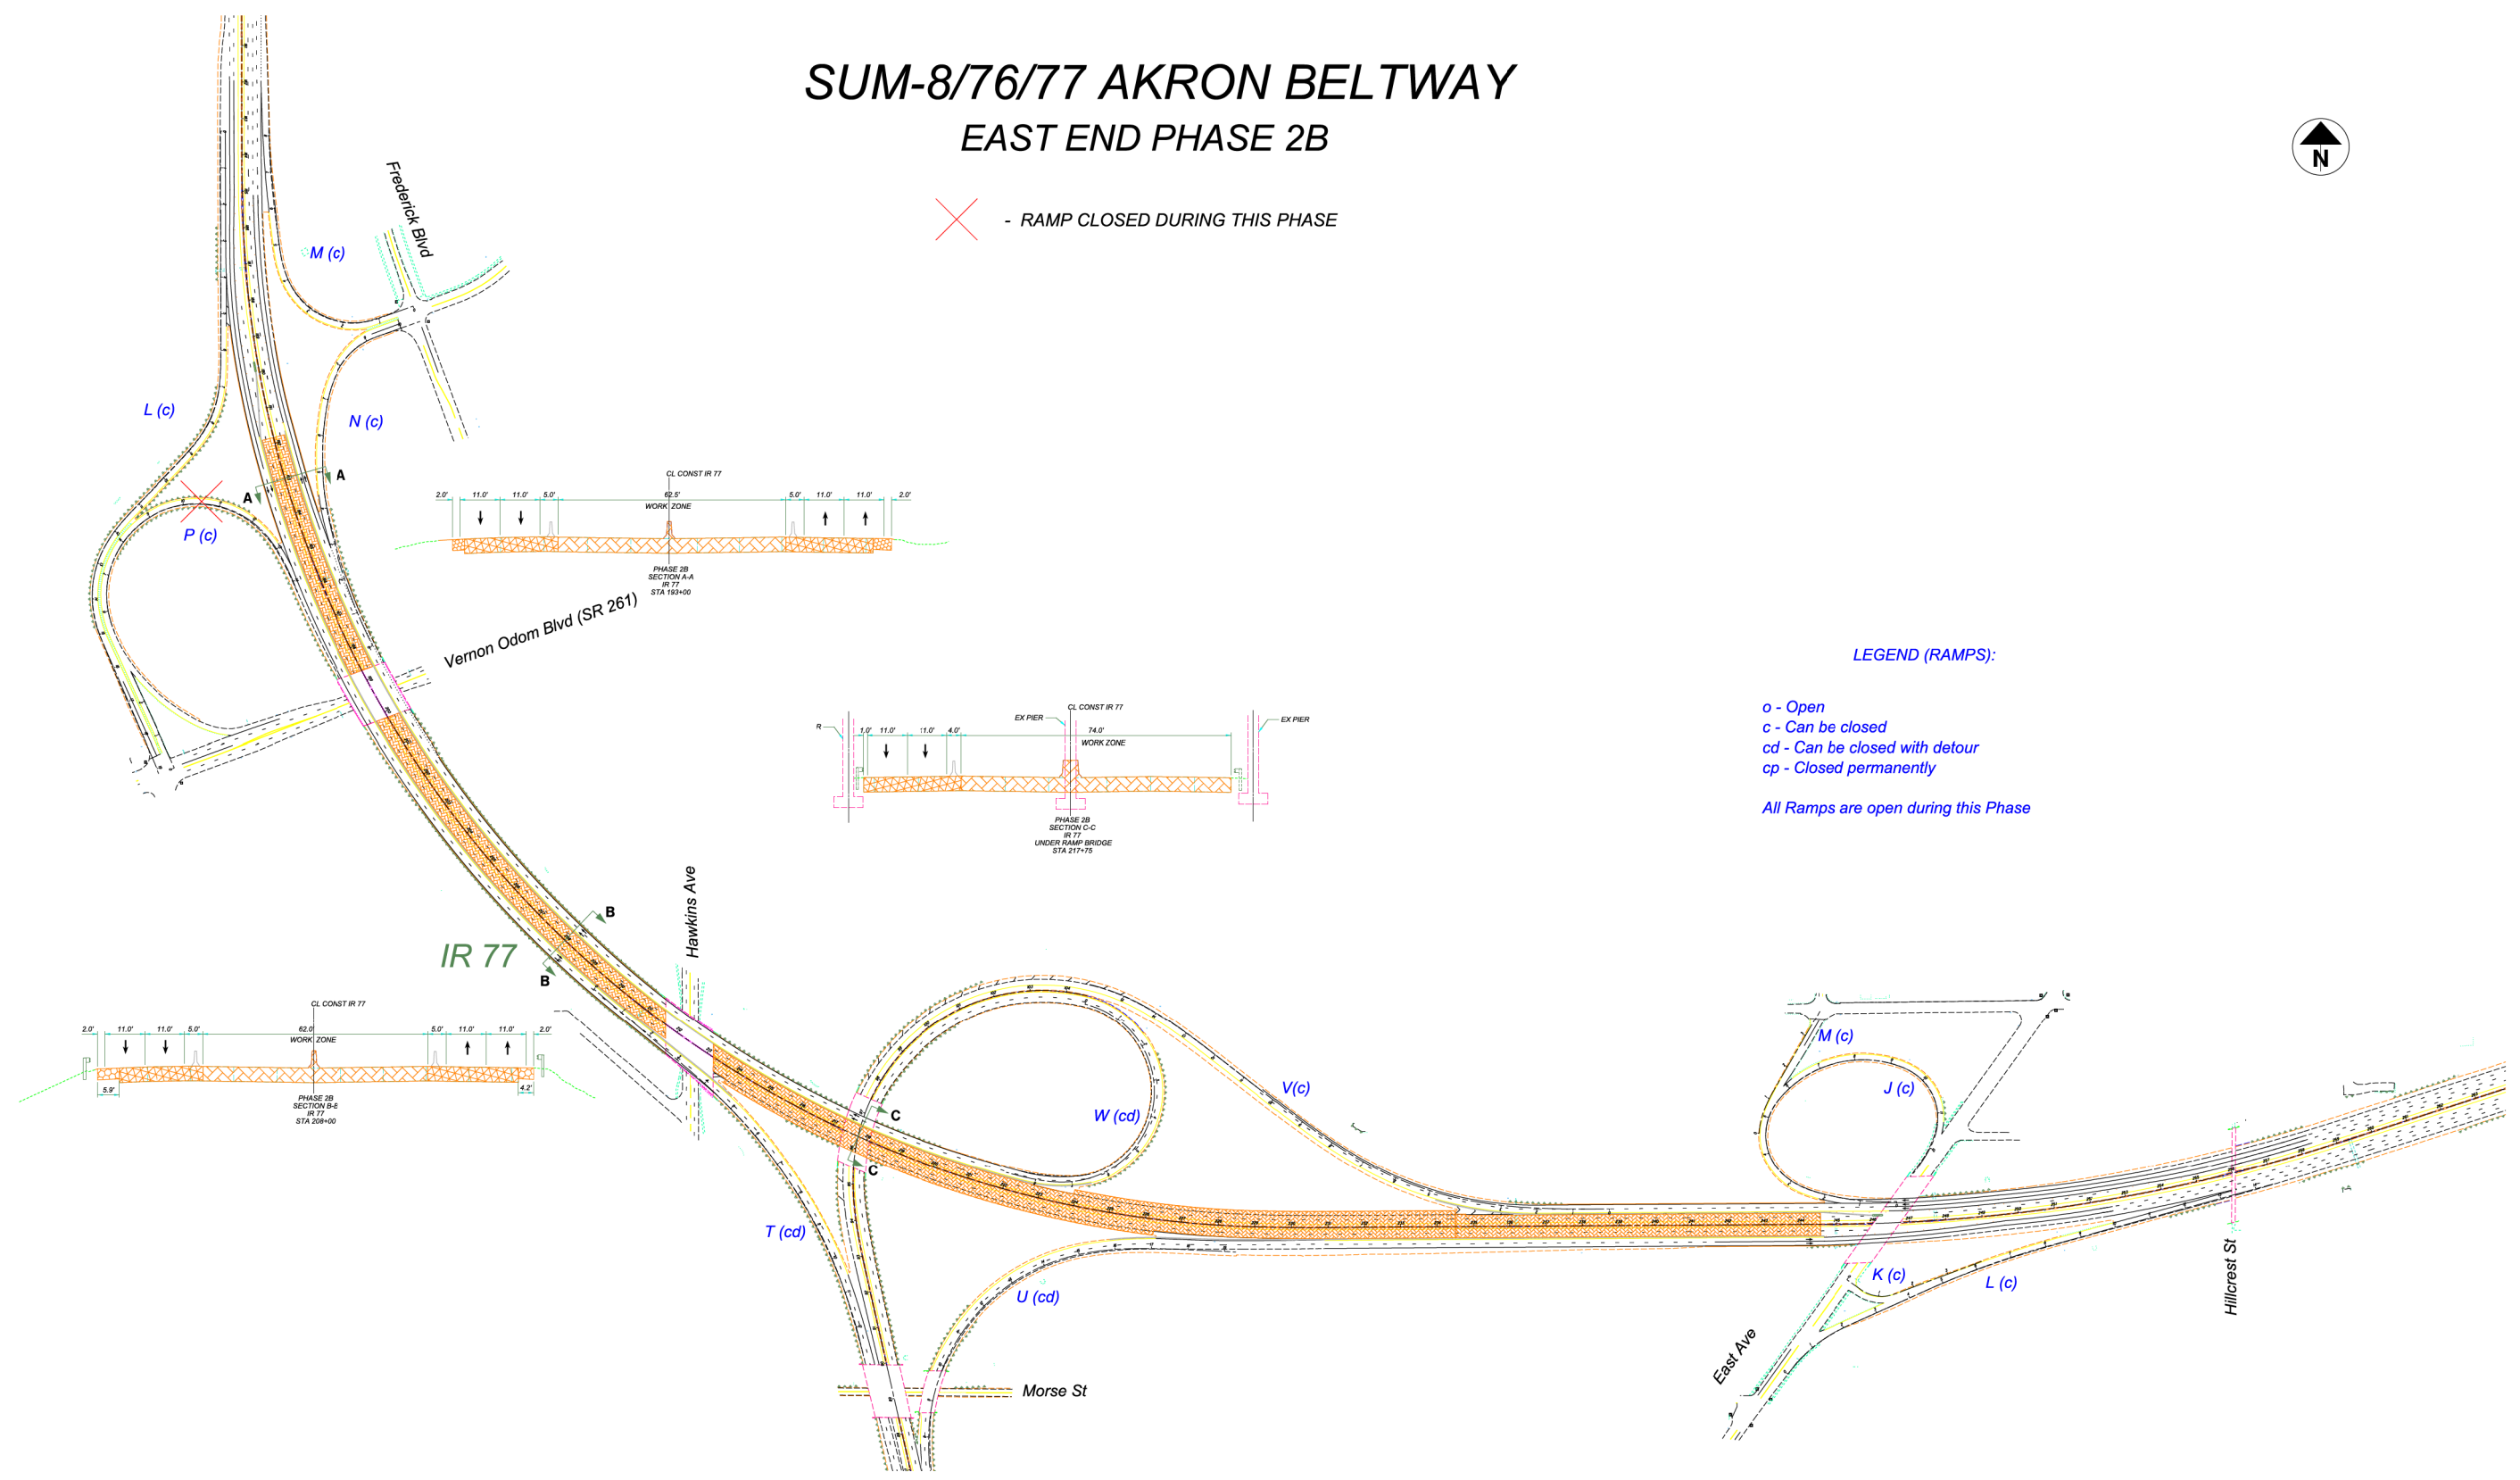 SUM-8/76/77 AKRON BELTWAY
EAST END PHASE 2B
- RAMP CLOSED DURING THIS PHASE
N
Frederick Blvd
M (c)
L (c)
N (c)
P (c)
A
A
CL CONST IR 77
2.0' 11.0' 11.0' 5.0' 62.5' 5.0' 11.0' 11.0' 2.0'
WORK ZONE
PHASE 2B
SECTION A-A
IR 77
STA 193+00
Vernon Odom Blvd (SR 261)
LEGEND (RAMPS):
o - Open
c - Can be closed
cd - Can be closed with detour
cp - Closed permanently
All Ramps are open during this Phase
CL CONST IR 77
EX PIER
EX PIER
R
1.0' 11.0' 11.0' 4.0' 74.0'
WORK ZONE
PHASE 2B
SECTION C-C
IR 77
UNDER RAMP BRIDGE
STA 217+75
Hawkins Ave
B
B
IR 77
CL CONST IR 77
2.0' 11.0' 11.0' 5.0' 62.0' 5.0' 11.0' 11.0' 2.0'
WORK ZONE
5.9'
4.2'
PHASE 2B
SECTION B-B
IR 77
STA 208+00
C
C
W (cd)
V(c)
M (c)
J (c)
T (cd)
U (cd)
K (c)
L (c)
Hillcrest St
East Ave
Morse St